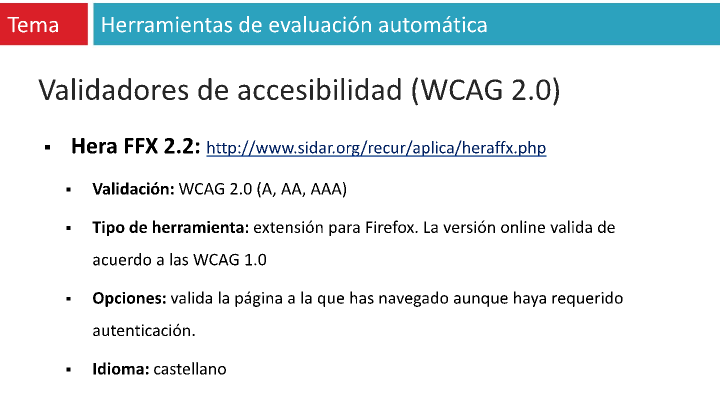 Tema
Herramientas de evaluación automática
Validadores de accesibilidad (WCAG 2.0)
▪ Hera FFX 2.2: http://www.sidar.org/recur/aplica/heraffx.php
▪ Validación: WCAG 2.0 (A, AA, AAA)
▪ Tipo de herramienta: extensión para Firefox. La versión online valida de
acuerdo a las WCAG 1.0
▪ Opciones: valida la página a la que has navegado aunque haya requerido
autenticación.
▪ Idioma: castellano